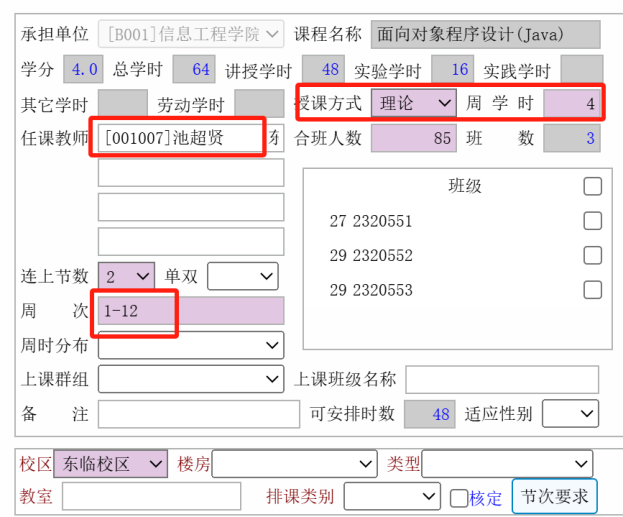 承担单位 [B001]信息工程学院 课程名称 面向对象程序设计(Java)
学分 4.0 总学时 64 讲授学时 48 实验学时 16 实践学时
其它学时 劳动学时 授课方式 理论 周学时 4
任课教师 [001007]池超贤 合班人数 85 班数 3
班级
27 2320551
29 2320552
29 2320553
连上节数 2 单双
周次 1-12
周时分布
上课群组 上课班级名称
备注 可安排时数 48 适应性别
校区 东临校区 楼房 类型
教室 排课类别 核定 节次要求